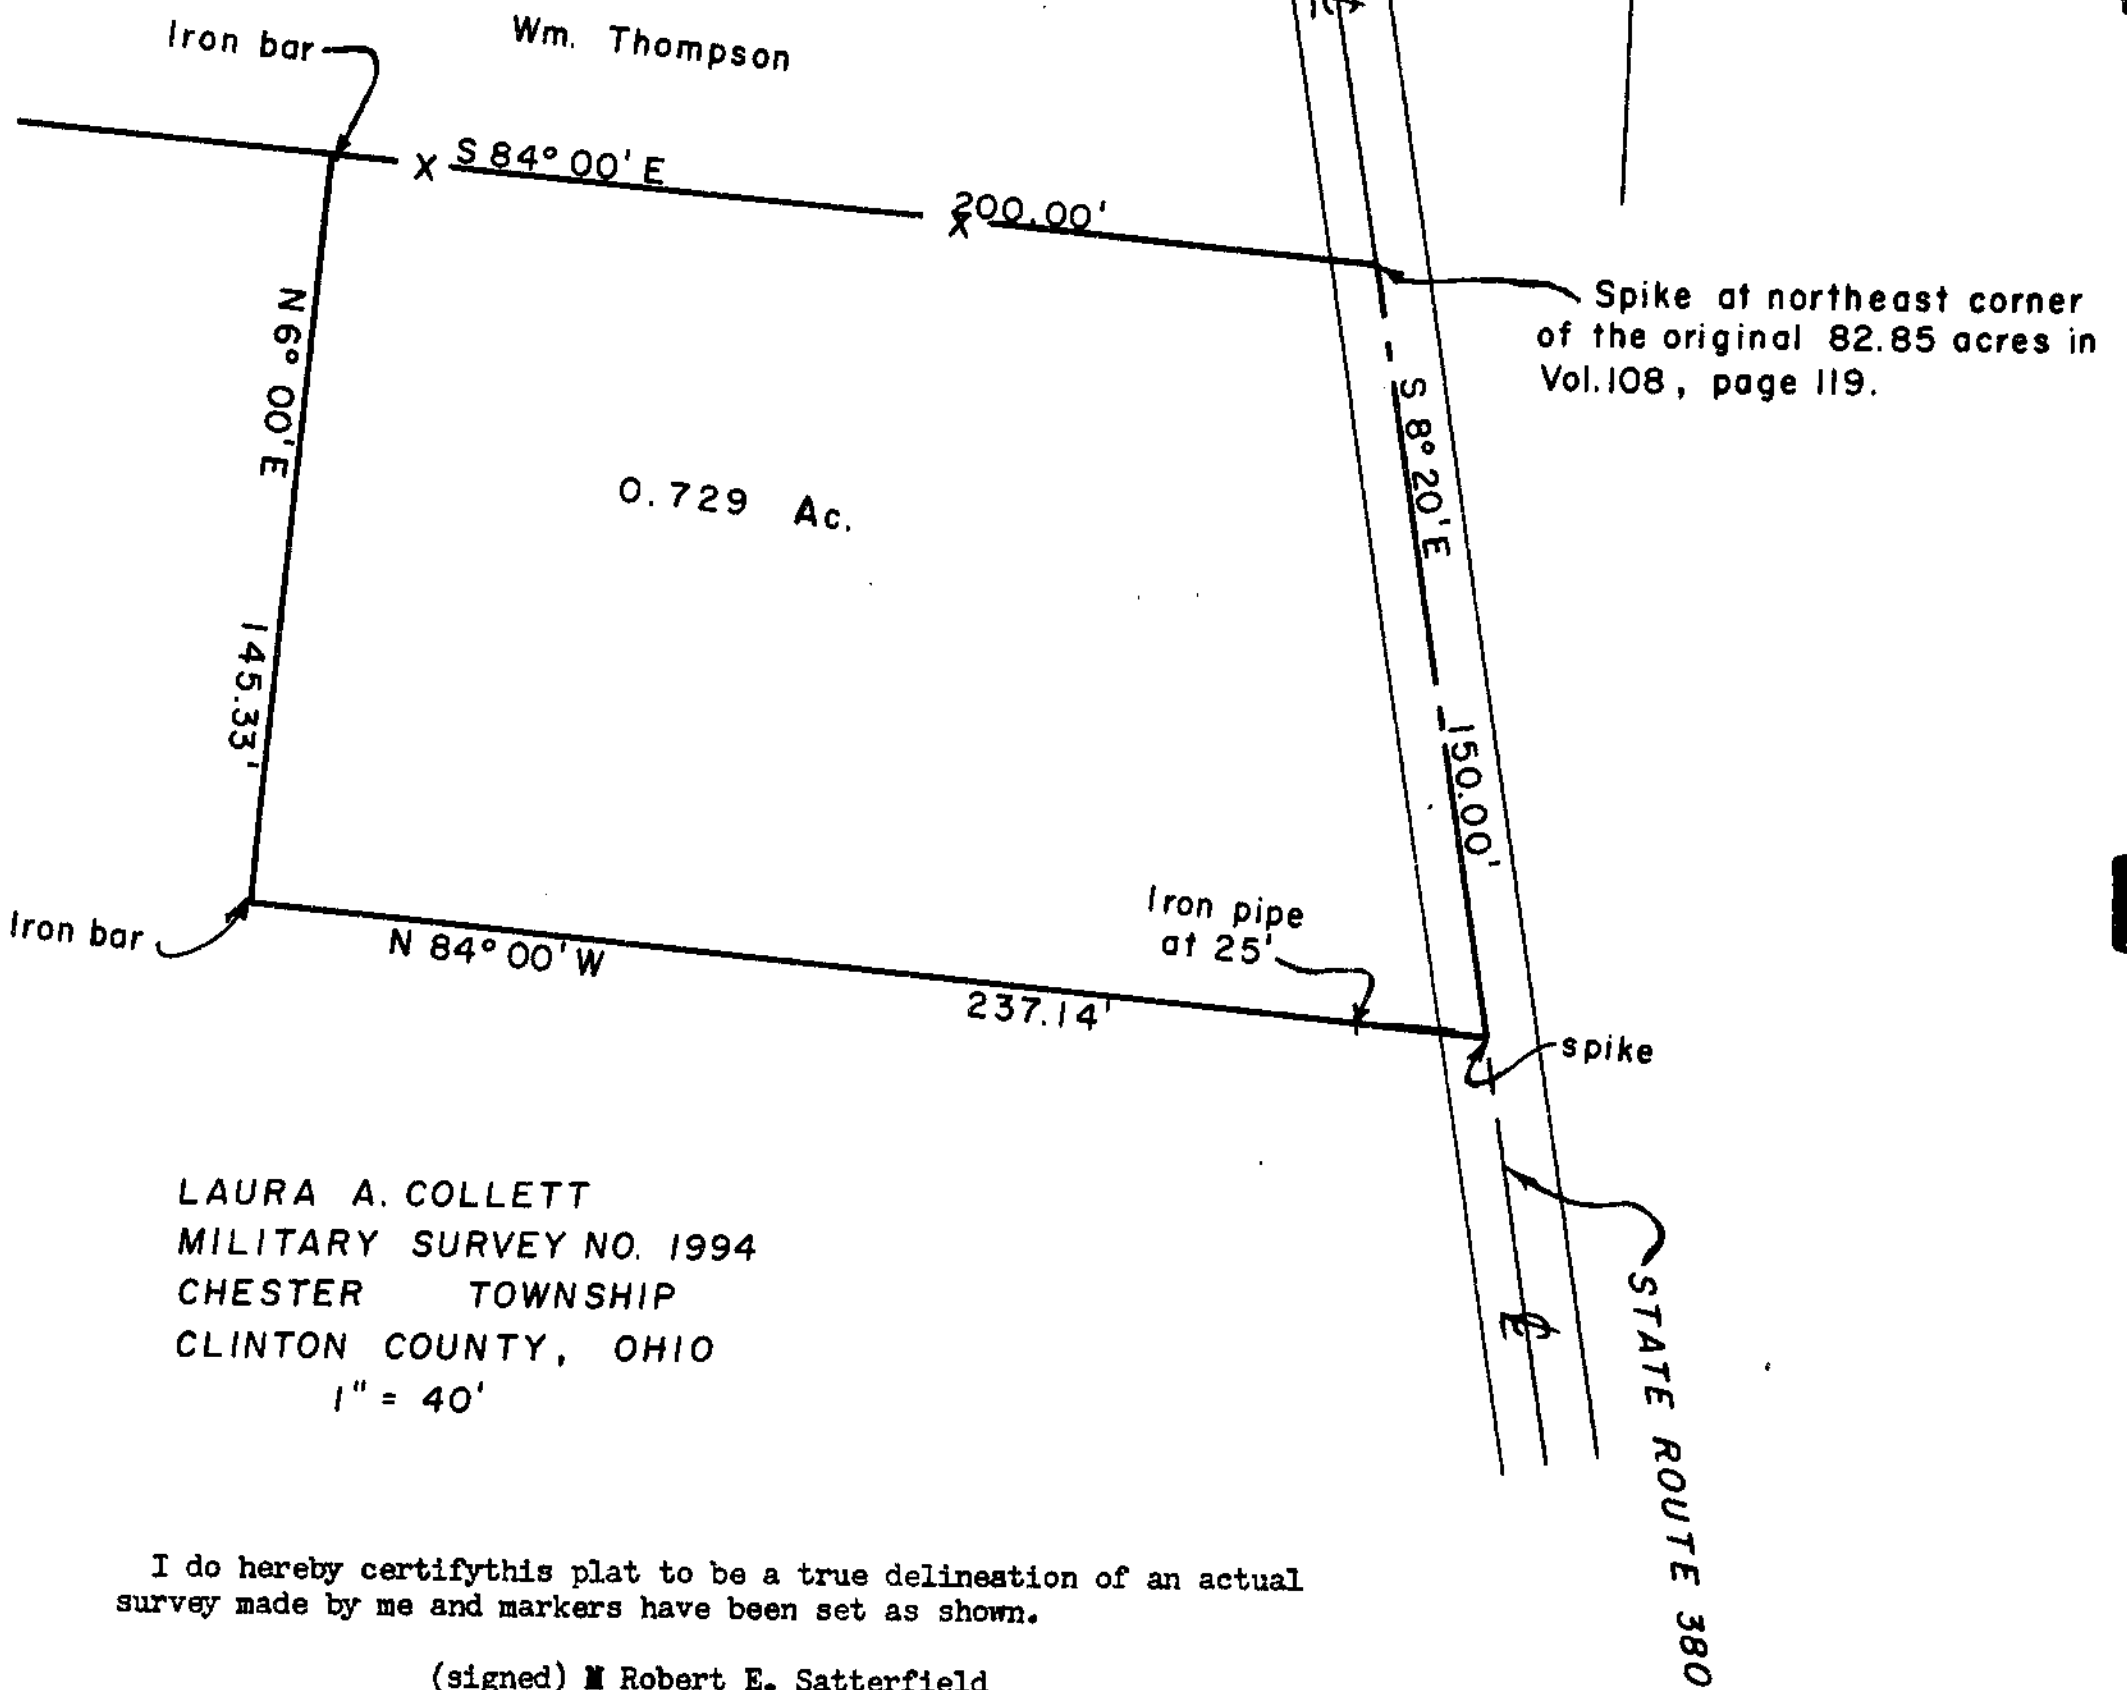 Iron bar
Wm. Thompson
X S 84° 00' E
X 200.00'
Spike at northeast corner
of the original 82.85 acres in
Vol. 108, page 119.
N 6° 00' E
145.33'
S 8° 20' E
150.00'
0.729 Ac.
Iron bar
N 84° 00' W
237.14'
Iron pipe
at 25'
spike
LAURA A. COLLETT
MILITARY SURVEY NO. 1994
CHESTER TOWNSHIP
CLINTON COUNTY, OHIO
1" = 40'
STATE ROUTE 380
I do hereby certifythis plat to be a true delineation of an actual
survey made by me and markers have been set as shown.
(signed) Robert E. Satterfield